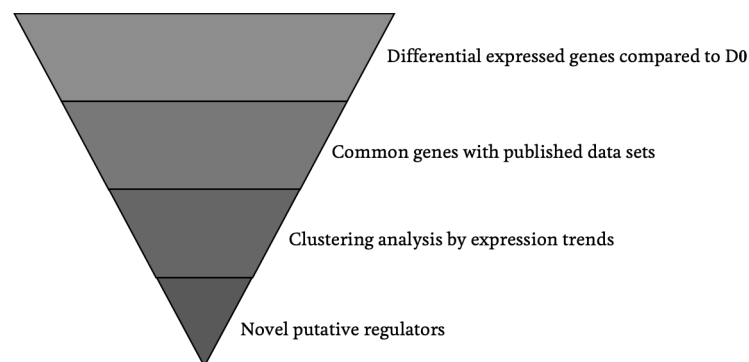 Differential expressed genes compared to D0
Common genes with published data sets
Clustering analysis by expression trends
Novel putative regulators